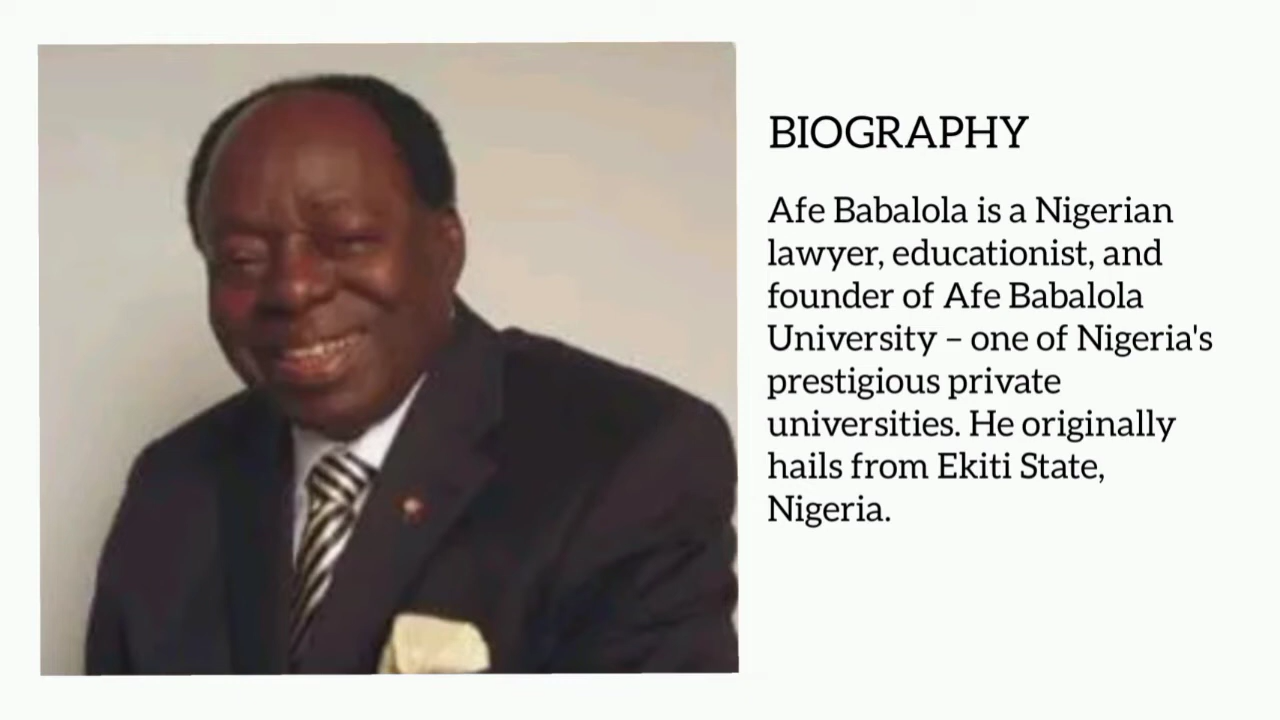 BIOGRAPHY
Afe Babalola is a Nigerian
lawyer, educationist, and
founder of Afe Babalola
University – one of Nigeria's
prestigious private
universities. He originally
hails from Ekiti State,
Nigeria.